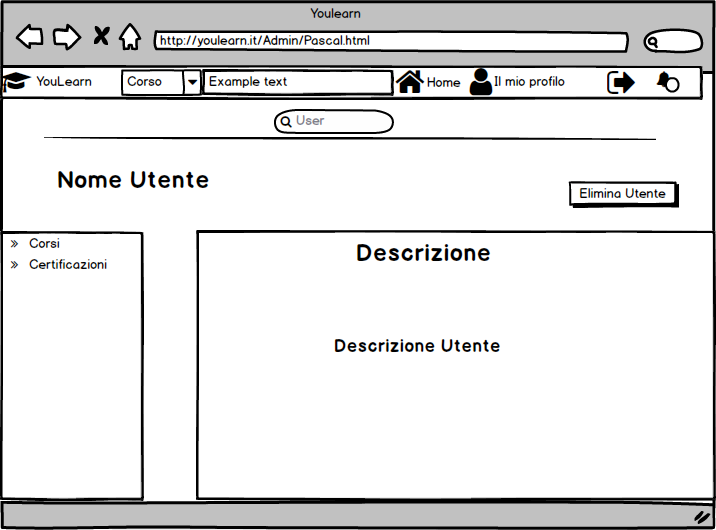 Youlearn
http://youlearn.it/Admin/Pascal.html
YouLearn Corso Example text Home Il mio profilo
User
Nome Utente
Elimina Utente
Corsi
Certificazioni
Descrizione
Descrizione Utente